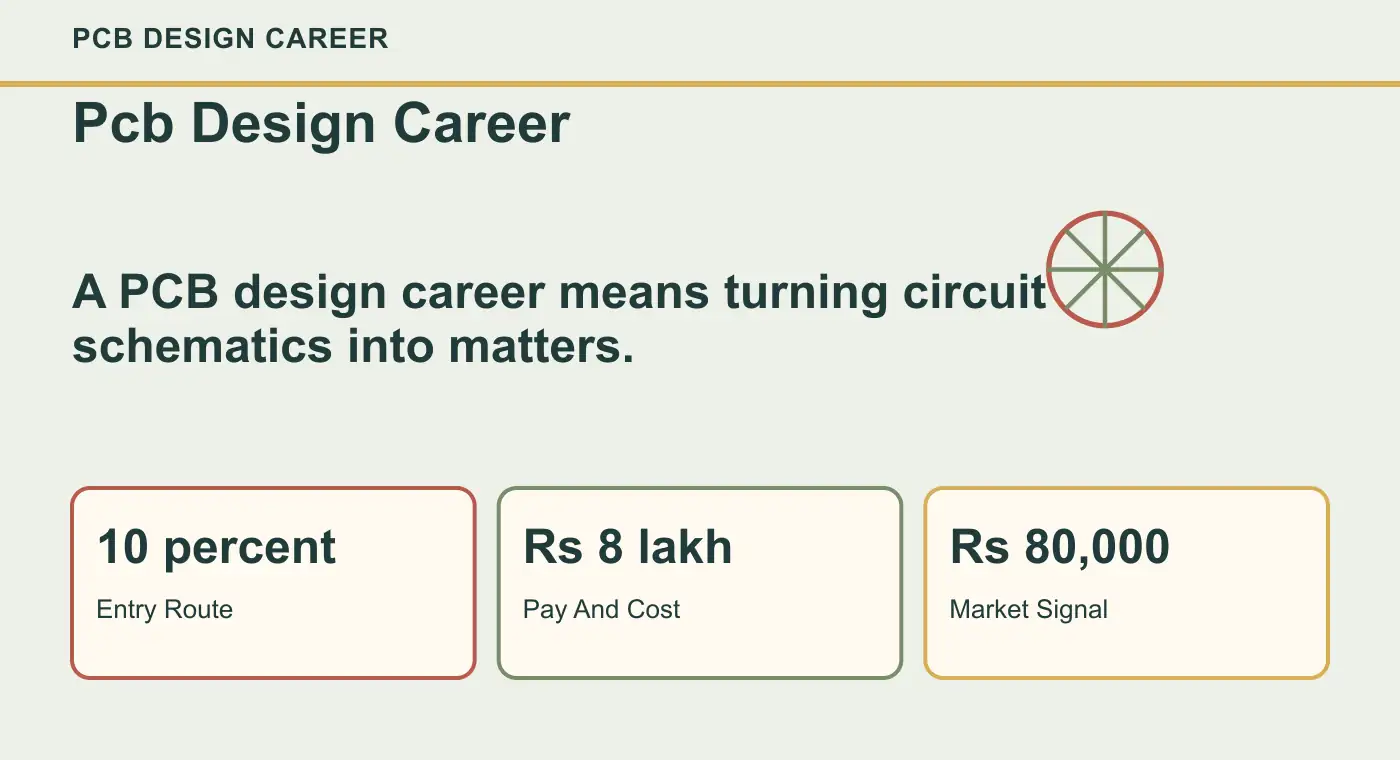 PCB DESIGN CAREER
Pcb Design Career
A PCB design career means turning circuit
schematics into matters.
10 percent
Entry Route
Rs 8 lakh
Pay And Cost
Rs 80,000
Market Signal